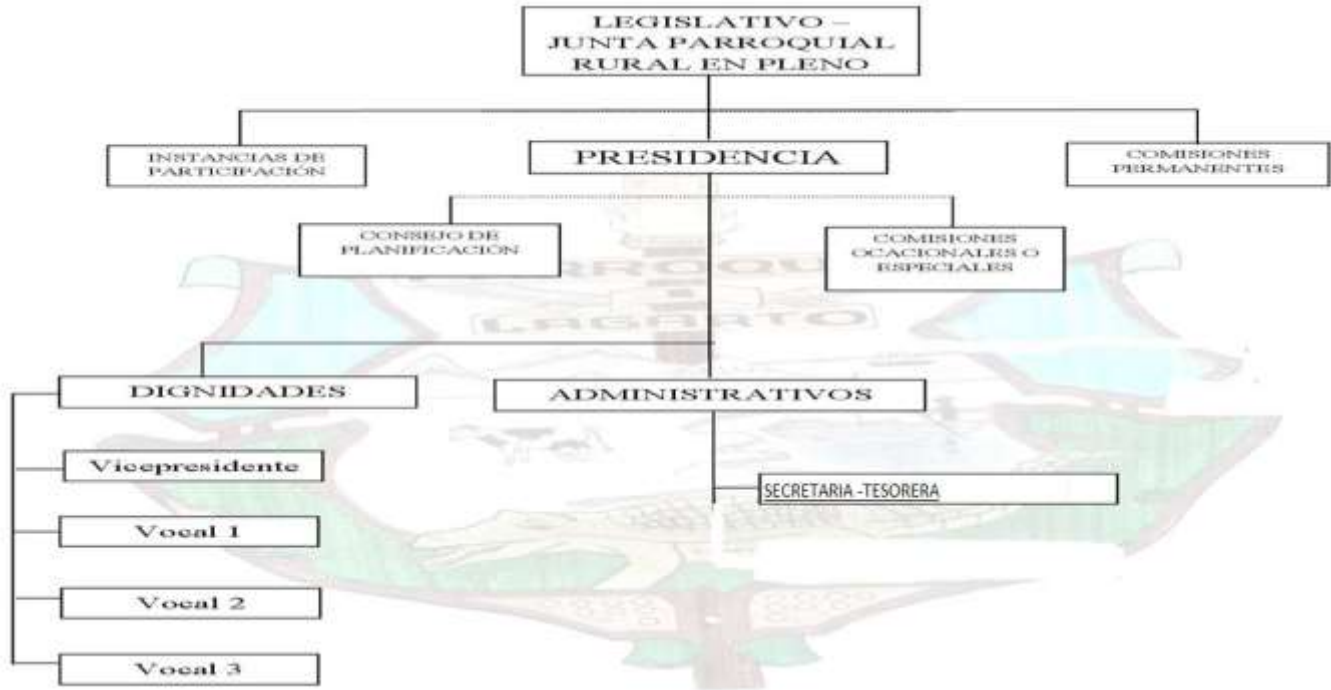 LEGISLATIVO –
JUNTA PARROQUIAL
RURAL EN PLENO
INSTANCIAS DE
PARTICIPACIÓN
PRESIDENCIA
COMISIONES
PERMANENTES
CONSEJO DE
PLANIFICACIÓN
COMISIONES
OCACIONALES O
ESPECIALES
LAGARTO
DIGNIDADES
ADMINISTRATIVOS
Vicepresidente
SECRETARIA -TESORERA
Vocal 1
Vocal 2
Vocal 3